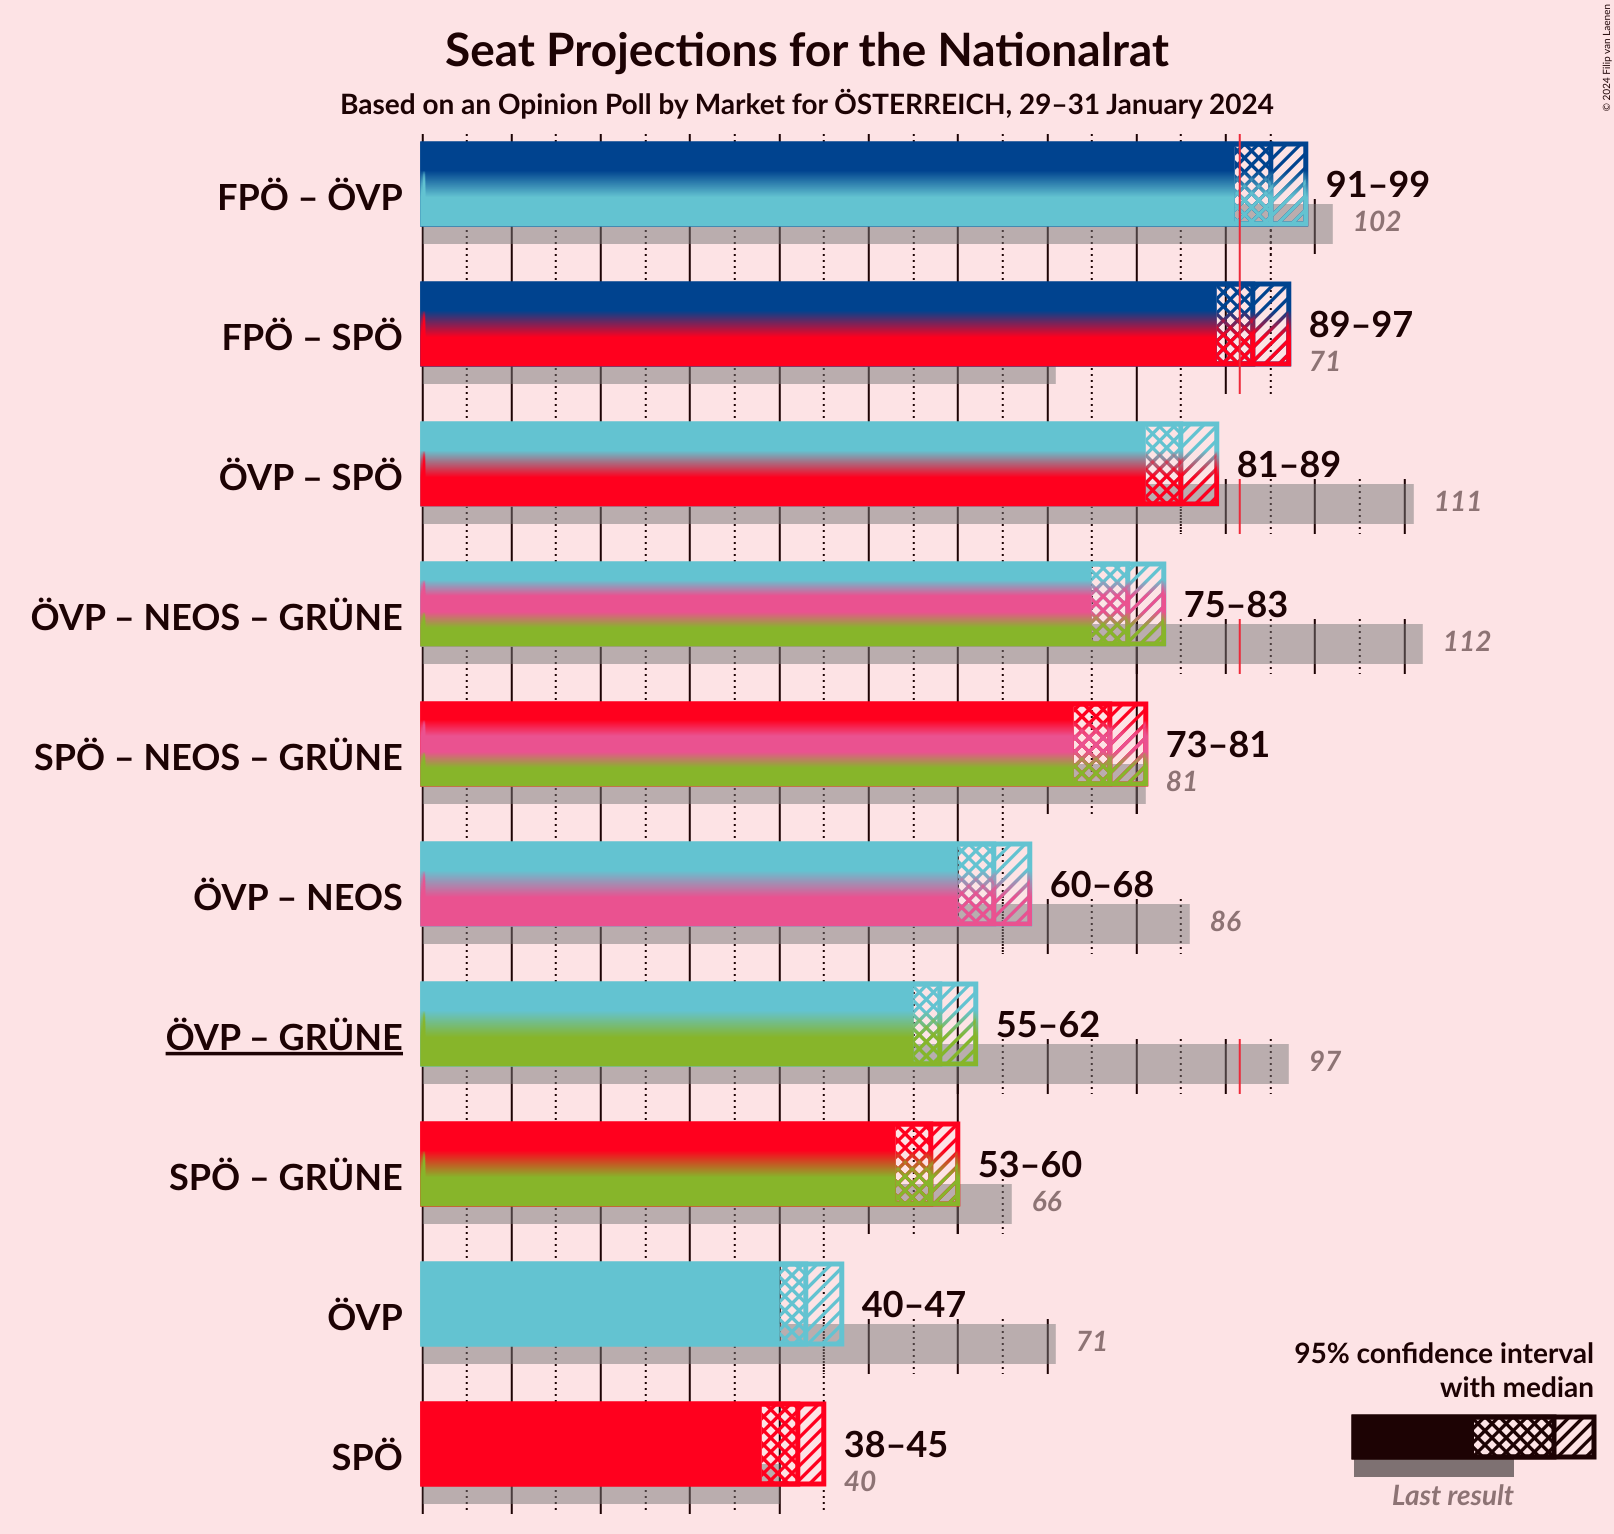 Seat Projections for the Nationalrat
Based on an Opinion Poll by Market for ÖSTERREICH, 29–31 January 2024
© 2024 Filip van Laenen
FPÖ – ÖVP
91–99
102
FPÖ – SPÖ
89–97
71
ÖVP – SPÖ
81–89
111
ÖVP – NEOS – GRÜNE
75–83
112
SPÖ – NEOS – GRÜNE
73–81
81
ÖVP – NEOS
60–68
86
ÖVP – GRÜNE
55–62
97
SPÖ – GRÜNE
53–60
66
ÖVP
40–47
71
SPÖ
38–45
40
95% confidence interval
with median
Last result